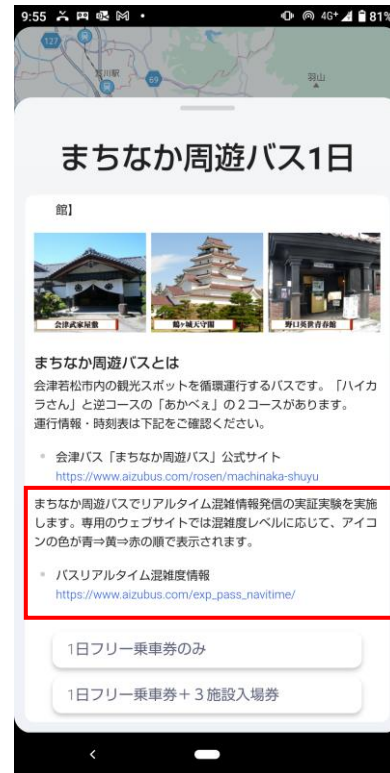 9:55
4G+
81%
127
69
羽山
まちなか周遊バス1日
館】
会津武家屋敷
鶴ヶ城天守閣
野口英世青春館
まちなか周遊バスとは
会津若松市内の観光スポットを循環運行するバスです。「ハイカ
ラさん」と逆コースの「あかべぇ」の２コースがあります。
運行情報・時刻表は下記をご確認ください。
会津バス「まちなか周遊バス」公式サイト
https://www.aizubus.com/rosen/machinaka-shuyu
まちなか周遊バスでリアルタイム混雑情報発信の実証実験を実施
します。専用のウェブサイトでは混雑度レベルに応じて、アイコ
ンの色が青⇒黄⇒赤の順で表示されます。
バスリアルタイム混雑度情報
https://www.aizubus.com/exp_pass_navitime/
1日フリー乗車券のみ
1日フリー乗車券＋３施設入場券